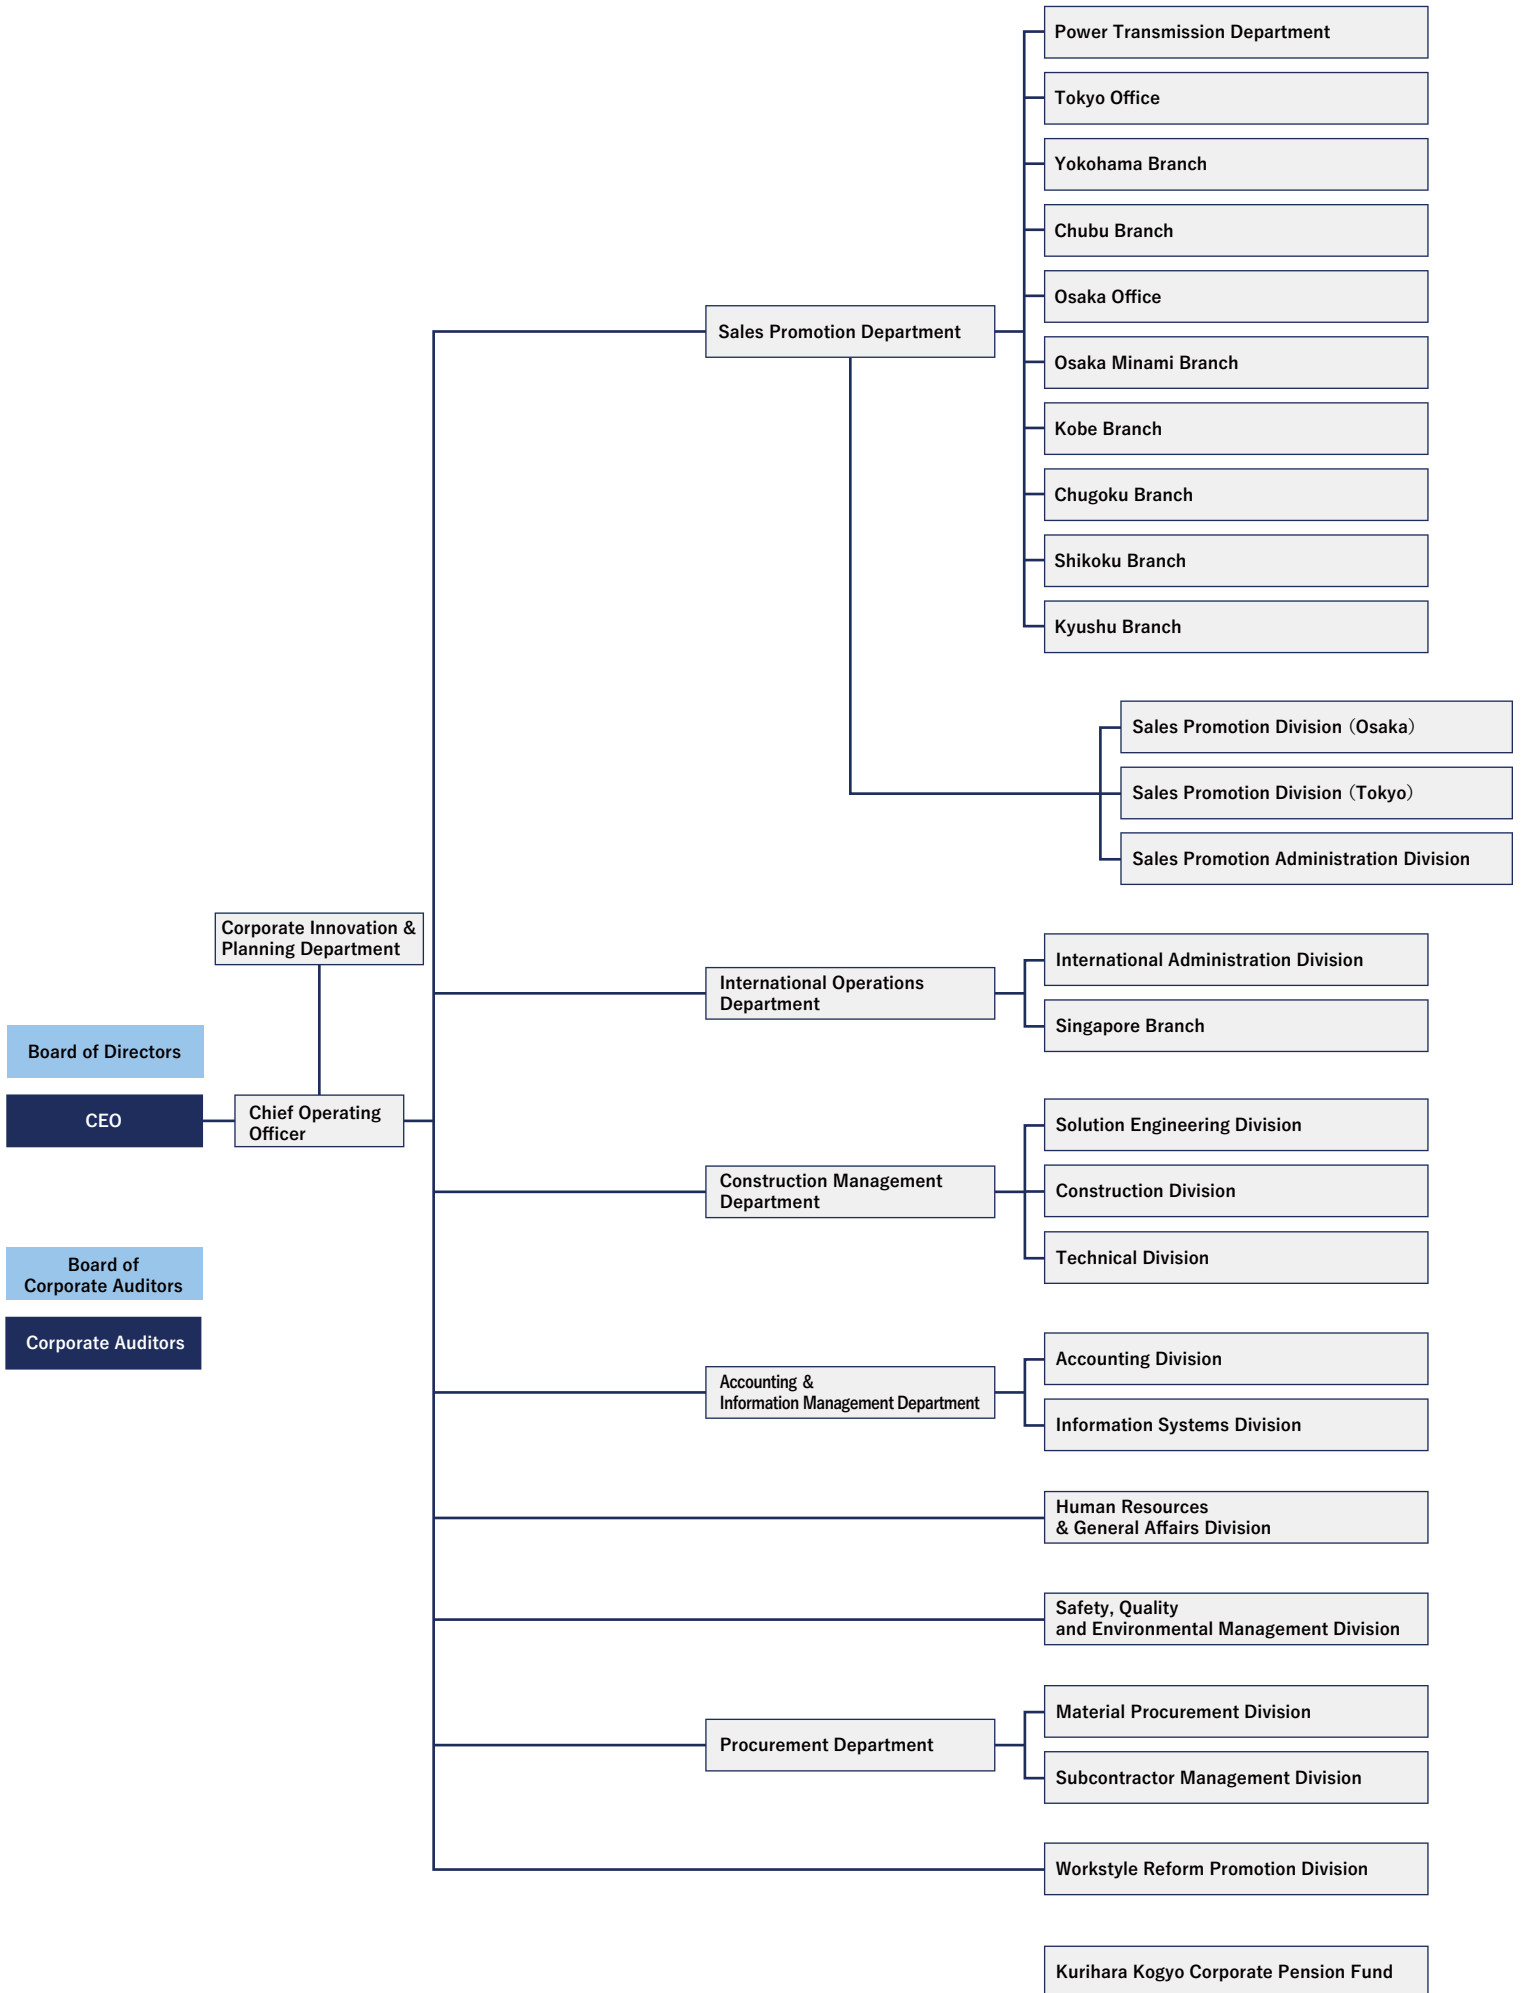 Power Transmission Department
Tokyo Office
Yokohama Branch
Chubu Branch
Osaka Office
Sales Promotion Department
Osaka Minami Branch
Kobe Branch
Chugoku Branch
Shikoku Branch
Kyushu Branch
Sales Promotion Division（Osaka）
Sales Promotion Division（Tokyo）
Sales Promotion Administration Division
Corporate Innovation &
Planning Department
International Operations
Department
International Administration Division
Singapore Branch
Board of Directors
CEO
Chief Operating
Officer
Construction Management
Department
Solution Engineering Division
Construction Division
Technical Division
Board of
Corporate Auditors
Corporate Auditors
Accounting &
Information Management Department
Accounting Division
Information Systems Division
Human Resources
& General Affairs Division
Safety, Quality
and Environmental Management Division
Procurement Department
Material Procurement Division
Subcontractor Management Division
Workstyle Reform Promotion Division
Kurihara Kogyo Corporate Pension Fund